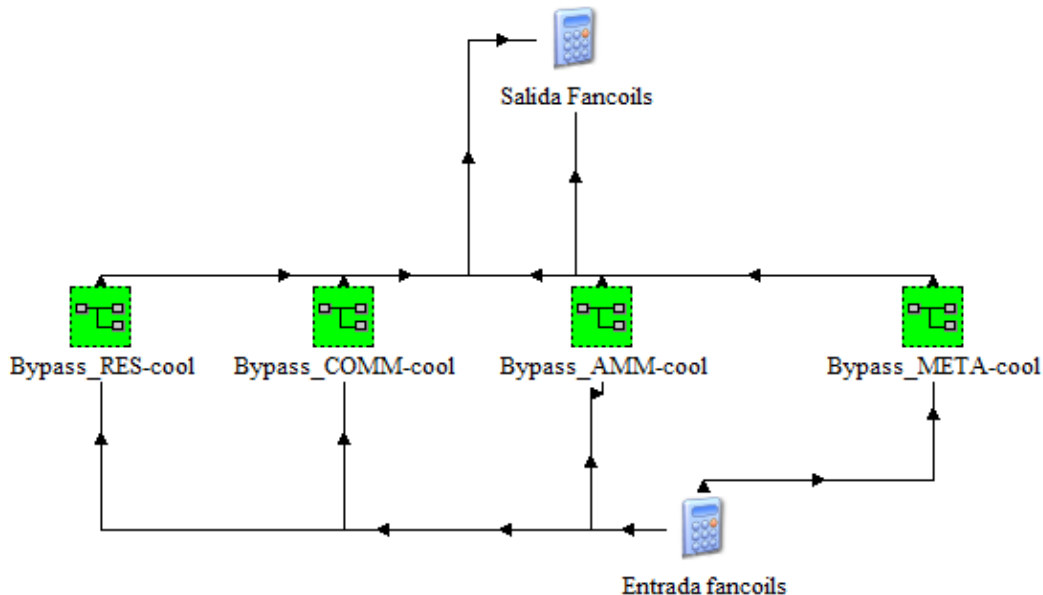 Salida Fancoils
Bypass_RES-cool
Bypass_COMM-cool
Bypass_AMM-cool
Bypass_META-cool
Entrada fancoils